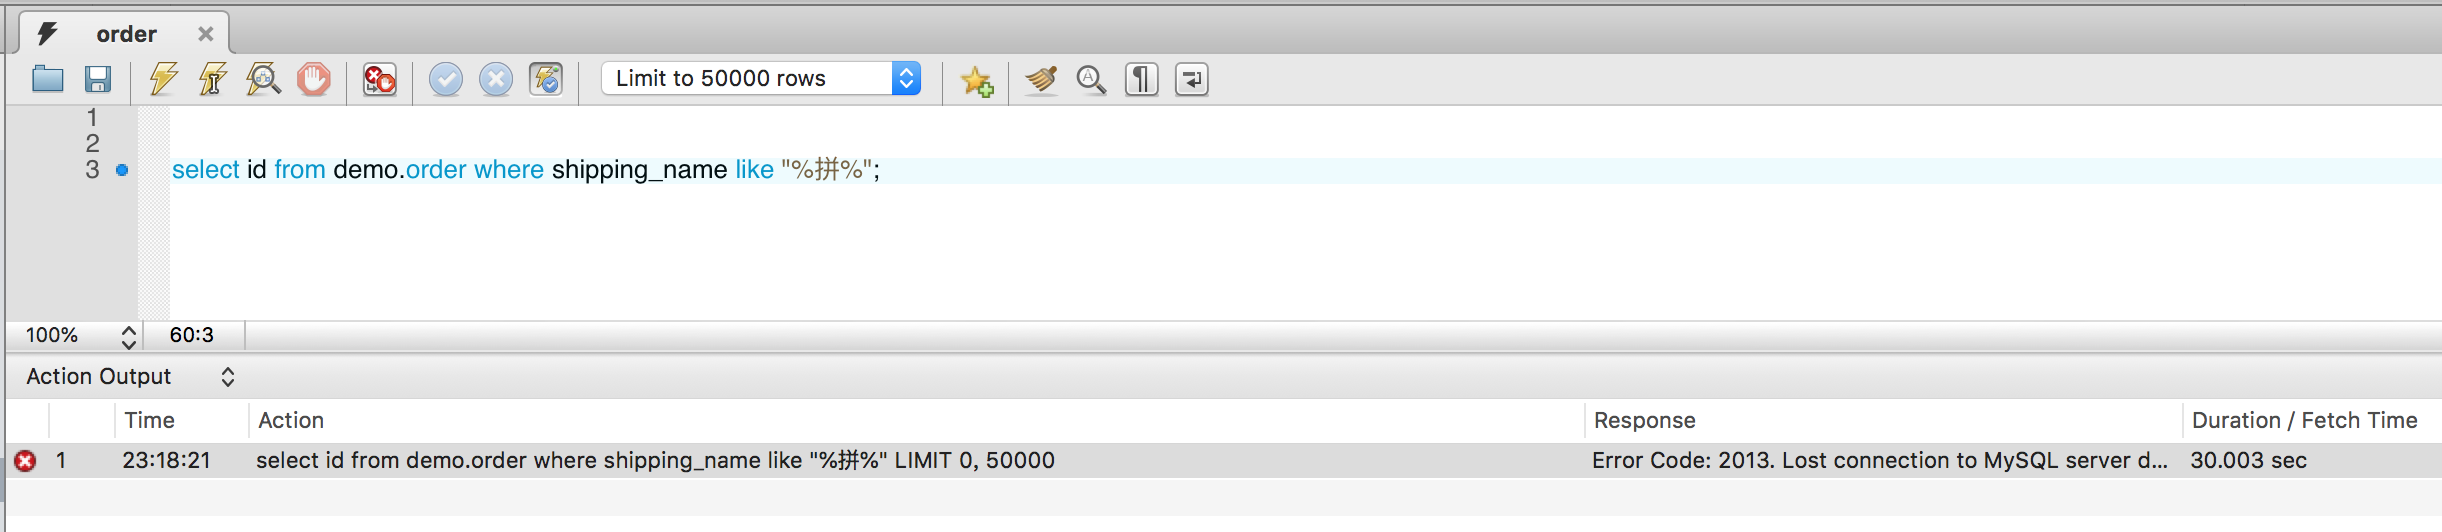 order
Limit to 50000 rows
1
2
3 select id from demo.order where shipping_name like "%拼%";
100% 60:3
Action Output
Time Action Response Duration / Fetch Time
1 23:18:21 select id from demo.order where shipping_name like "%拼%" LIMIT 0, 50000 Error Code: 2013. Lost connection to MySQL server d... 30.003 sec